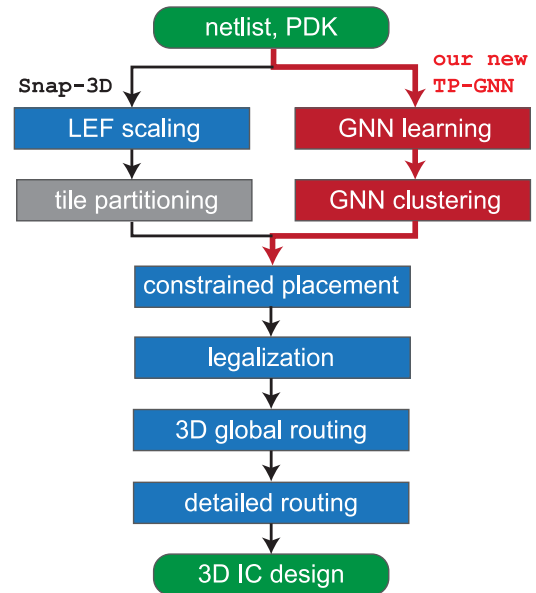 netlist, PDK
Snap-3D
our new
TP-GNN
LEF scaling
GNN learning
tile partitioning
GNN clustering
constrained placement
legalization
3D global routing
detailed routing
3D IC design